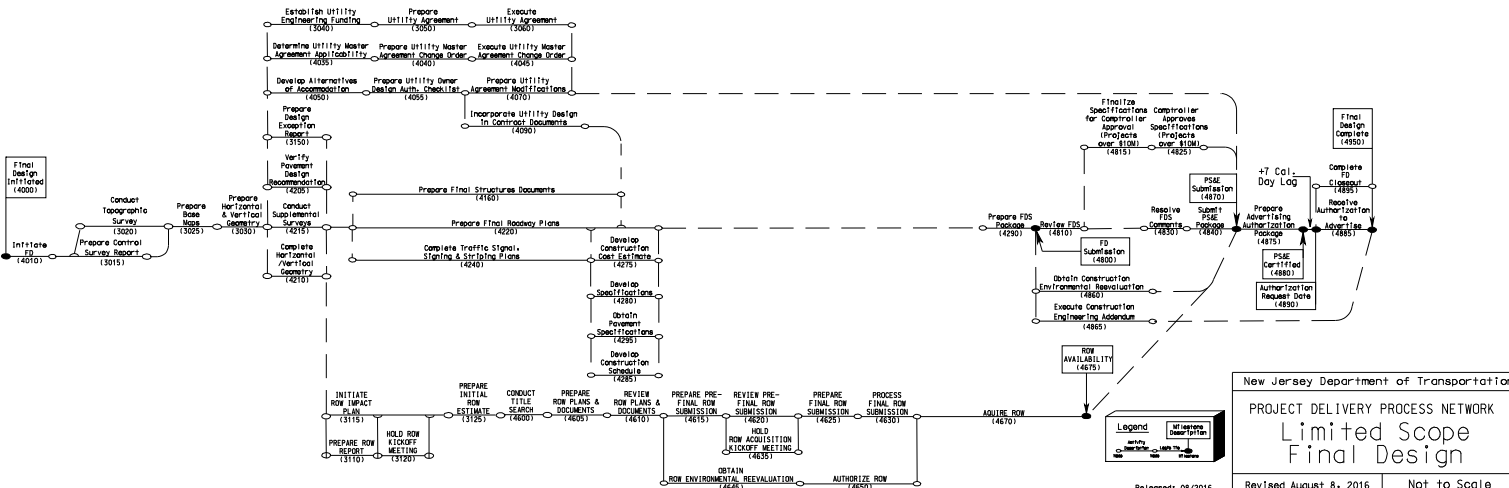 Establish Utility
Engineering Funding
(3040)
Prepare
Utility Agreement
(3050)
Execute
Utility Agreement
(3060)
Determine Utility Master
Agreement Applicability
(4035)
Prepare Utility Master
Agreement Change Order
(4040)
Execute Utility Master
Agreement Change Order
(4045)
Develop Alternatives
of Accommodation
(4050)
Prepare Utility Owner
Design Auth. Checklist
(4055)
Prepare Utility
Agreement Modifications
(4070)
Incorporate Utility Design
in Contract Documents
(4090)
Prepare
Design
Exception
Report
(3150)
Verify
Pavement
Design
Recommendation
(4205)
Final
Design
Initiated
(4000)
Initiate
FD
(4010)
Conduct
Topographic
Survey
(3020)
Prepare Control
Survey Report
(3015)
Prepare
Base
Maps
(3025)
Prepare
Horizontal
& Vertical
Geometry
(3030)
Conduct
Supplemental
Surveys
(4215)
Complete
Horizontal
/Vertical
Geometry
(4210)
Prepare Final Structures Documents
(4160)
Prepare Final Roadway Plans
(4220)
Complete Traffic Signal,
Signing & Striping Plans
(4240)
Develop
Construction
Cost Estimate
(4275)
Develop
Specifications
(4280)
Obtain
Pavement
Specifications
(4295)
Develop
Construction
Schedule
(4285)
Prepare FDS
Package
(4290)
Review FDS
(4810)
FD
Submission
(4800)
Finalize
Specifications
for Comptroller
Approval
(Projects
over $10M)
(4815)
Comptroller
Approves
Specifications
(Projects
over $10M)
(4825)
Resolve
FDS
Comments
(4830)
Submit
PS&E
Package
(4840)
PS&E
Submission
(4870)
Prepare
Advertising
Authorization
Package
(4875)
+7 Cal.
Day Lag
PS&E
Certified
(4880)
Authorization
Request Date
(4890)
Final
Design
Complete
(4950)
Complete
FD
Closeout
(4895)
Receive
Authorization
to
Advertise
(4885)
Obtain Construction
Environmental Reevaluation
(4860)
Execute Construction
Engineering Addendum
(4865)
INITIATE
ROW IMPACT
PLAN
(3115)
PREPARE ROW
REPORT
(3110)
HOLD ROW
KICKOFF
MEETING
(3120)
PREPARE
INITIAL
ROW
ESTIMATE
(3125)
CONDUCT
TITLE
SEARCH
(4600)
PREPARE
ROW PLANS &
DOCUMENTS
(4605)
REVIEW
ROW PLANS &
DOCUMENTS
(4610)
PREPARE PRE-
FINAL ROW
SUBMISSION
(4615)
REVIEW PRE-
FINAL ROW
SUBMISSION
(4620)
HOLD
ROW ACQUISITION
KICKOFF MEETING
(4635)
PREPARE
FINAL ROW
SUBMISSION
(4625)
PROCESS
FINAL ROW
SUBMISSION
(4630)
OBTAIN
ROW ENVIRONMENTAL REEVALUATION
(4645)
AUTHORIZE ROW
(4650)
AQUIRE ROW
(4670)
ROW
AVAILABILITY
(4675)
Legend
Activity
Description
Milestone
Description
Released: 08/2016
New Jersey Department of Transportation
PROJECT DELIVERY PROCESS NETWORK
Limited Scope
Final Design
Revised August 8, 2016
Not to Scale